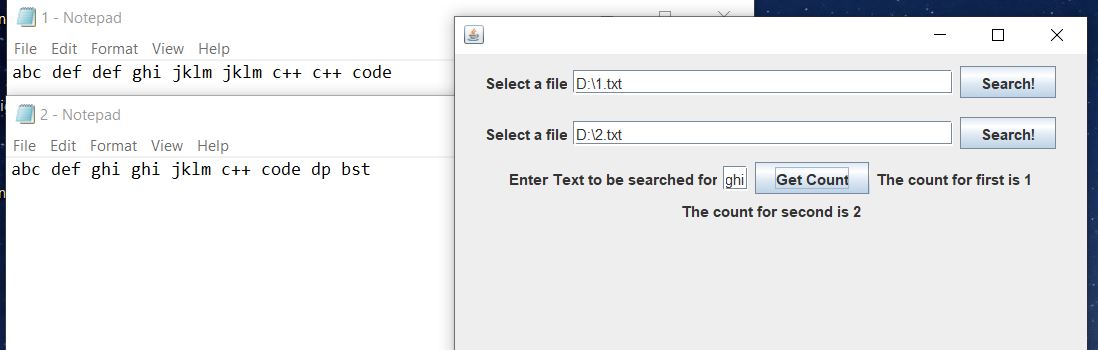 1 - Notepad
File Edit Format View Help
abc def def ghi jklm jklm c++ c++ code
2 - Notepad
File Edit Format View Help
abc def ghi ghi jklm c++ code dp bst
Select a file D:\1.txt Search!
Select a file D:\2.txt Search!
Enter Text to be searched for ghi Get Count The count for first is 1
The count for second is 2